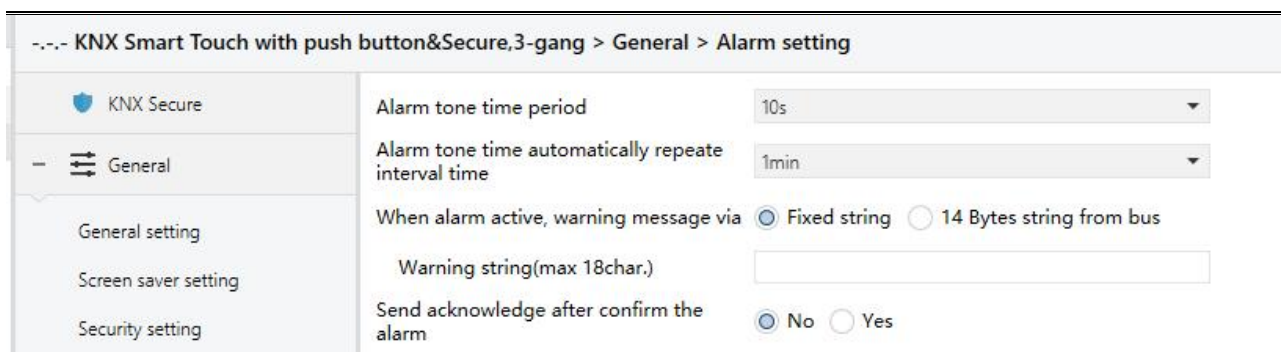 -.-.- KNX Smart Touch with push button&Secure,3-gang > General > Alarm setting
KNX Secure
General
General setting
Screen saver setting
Security setting
Alarm tone time period
10s
Alarm tone time automatically repeate
interval time
1min
When alarm active, warning message via
Fixed string
14 Bytes string from bus
Warning string(max 18char.)
Send acknowledge after confirm the
alarm
No
Yes